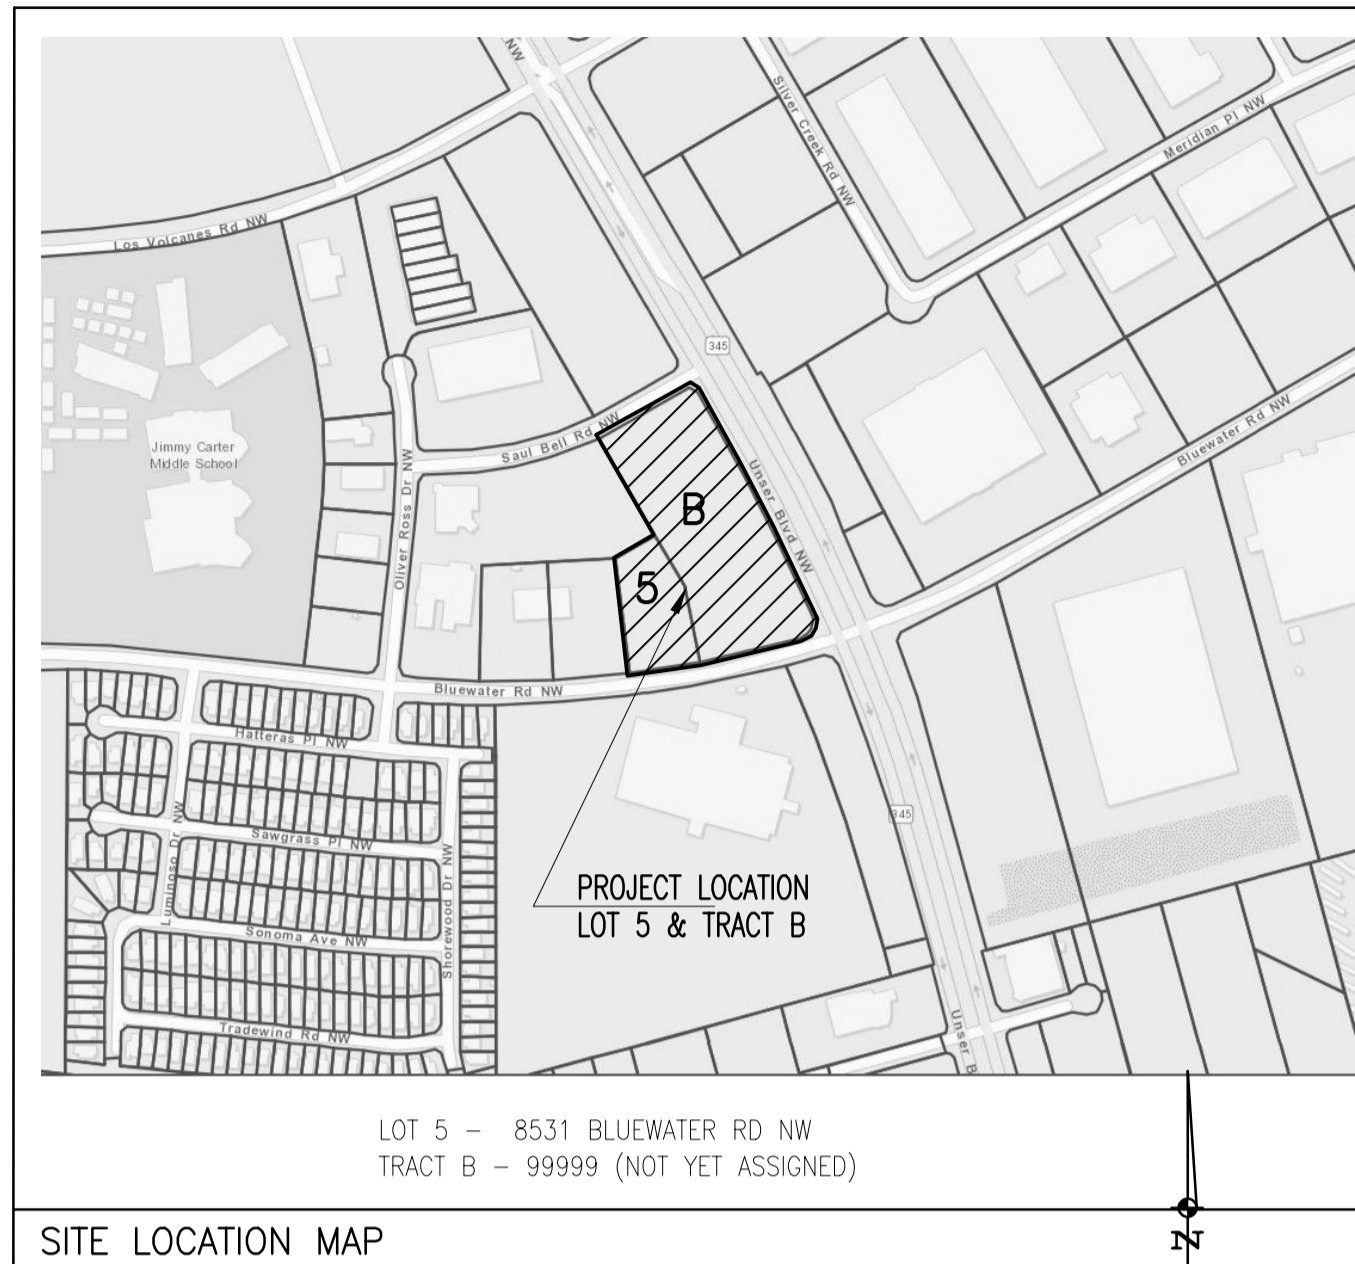 NW
Silver Creek Rd NW
Meridian Pl NW
Los Volcanes Rd NW
345
Jimmy Carter
Middle School
Saul Bell Rd NW
Oliver Ross Dr NW
Unser Blvd NW
Bluewater Rd NW
B
5
Bluewater Rd NW
Hatteras Pl NW
Sawgrass Pl NW
Luminoso Dr NW
Shorewood Dr NW
Sonoma Ave NW
Tradewind Rd NW
345
Unser B
PROJECT LOCATION
LOT 5 & TRACT B
LOT 5 - 8531 BLUEWATER RD NW
TRACT B - 99999 (NOT YET ASSIGNED)
SITE LOCATION MAP
N